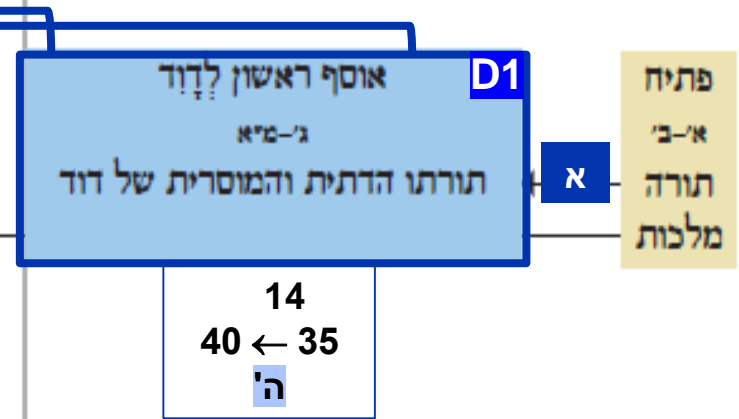 פתיח
א'–ב'
תורה
מלכות
א
D1
אוסף ראשון לְדָוִד
ג'–מ"א
תורתו הדתית והמוסרית של דוד
14
40 ← 35
ה'